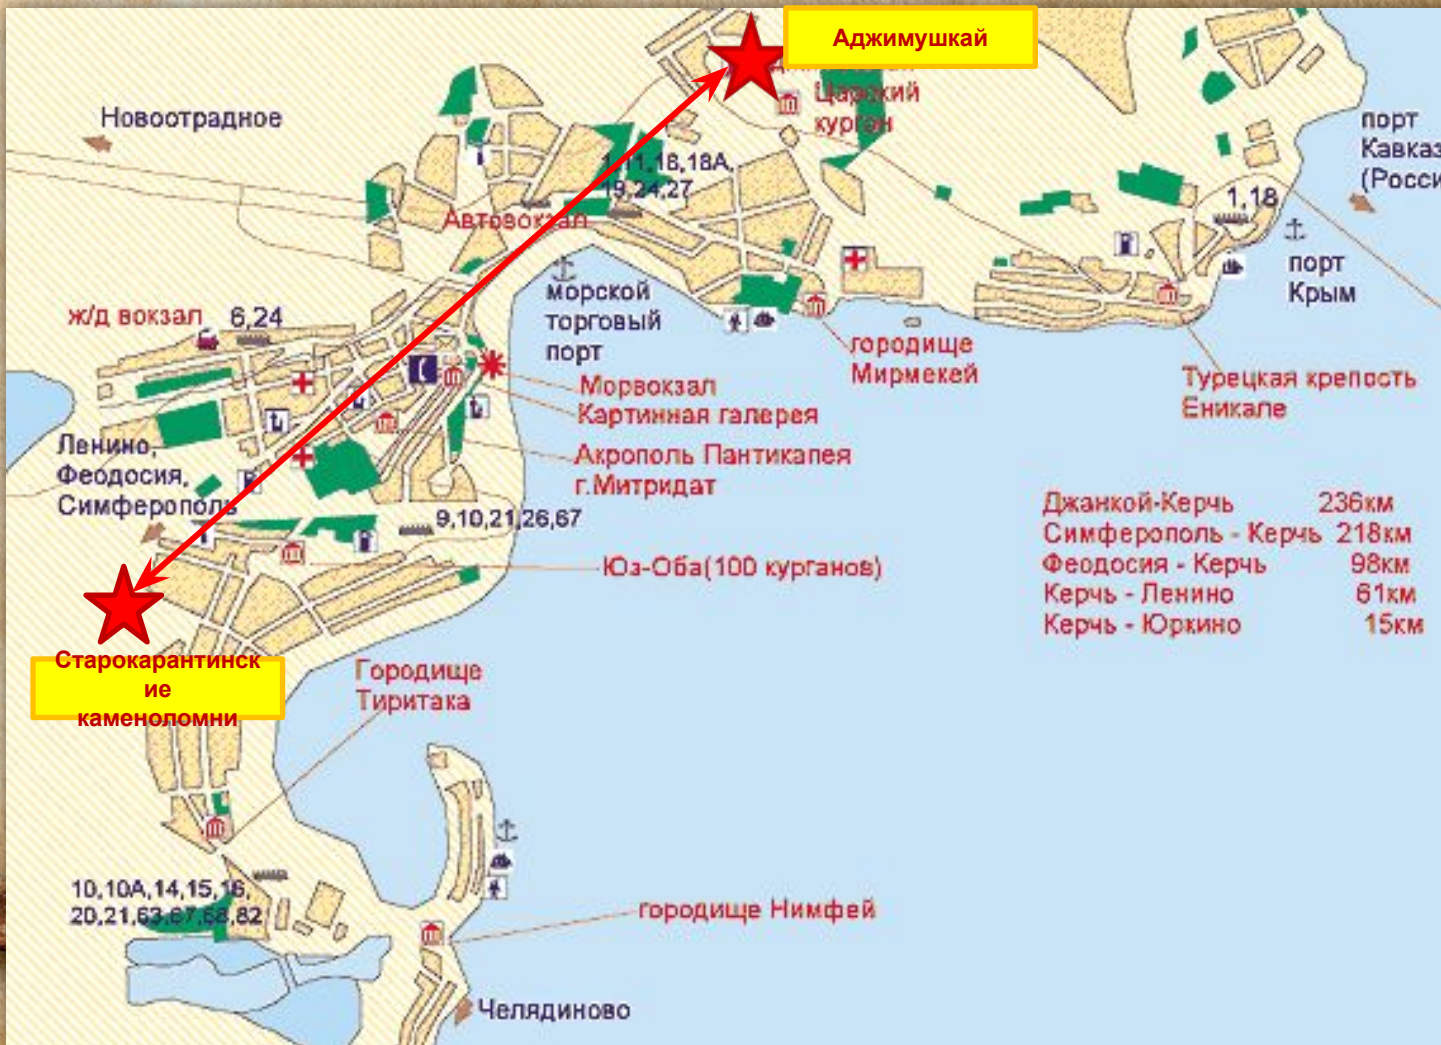 Аджимушкай
Царский
курган
Новоотрадное
порт
Кавказ
1,11,16,18А,
19,24,27
Автовокзал
1,18
порт
Крым
морской
торговый
порт
ж/д вокзал
6,24
городище
Мирмекей
Морвокзал
Картинная галерея
Турецкая крепость
Еникале
Ленино,
Феодосия,
Симферополь
Акрополь Пантикапея
г.Митридат
9,10,21,26,67
Джанкой-Керчь 236км
Симферополь - Керчь 218км
Феодосия - Керчь 98км
Керчь - Ленино 61км
Керчь - Юркино 15км
Юз-Оба(100 курганов)
Старокарантинск
ие
каменоломни
Городище
Тиритака
10,10А,14,15,16,
20,21,63,67,68,82
городище Нимфей
Челядиново